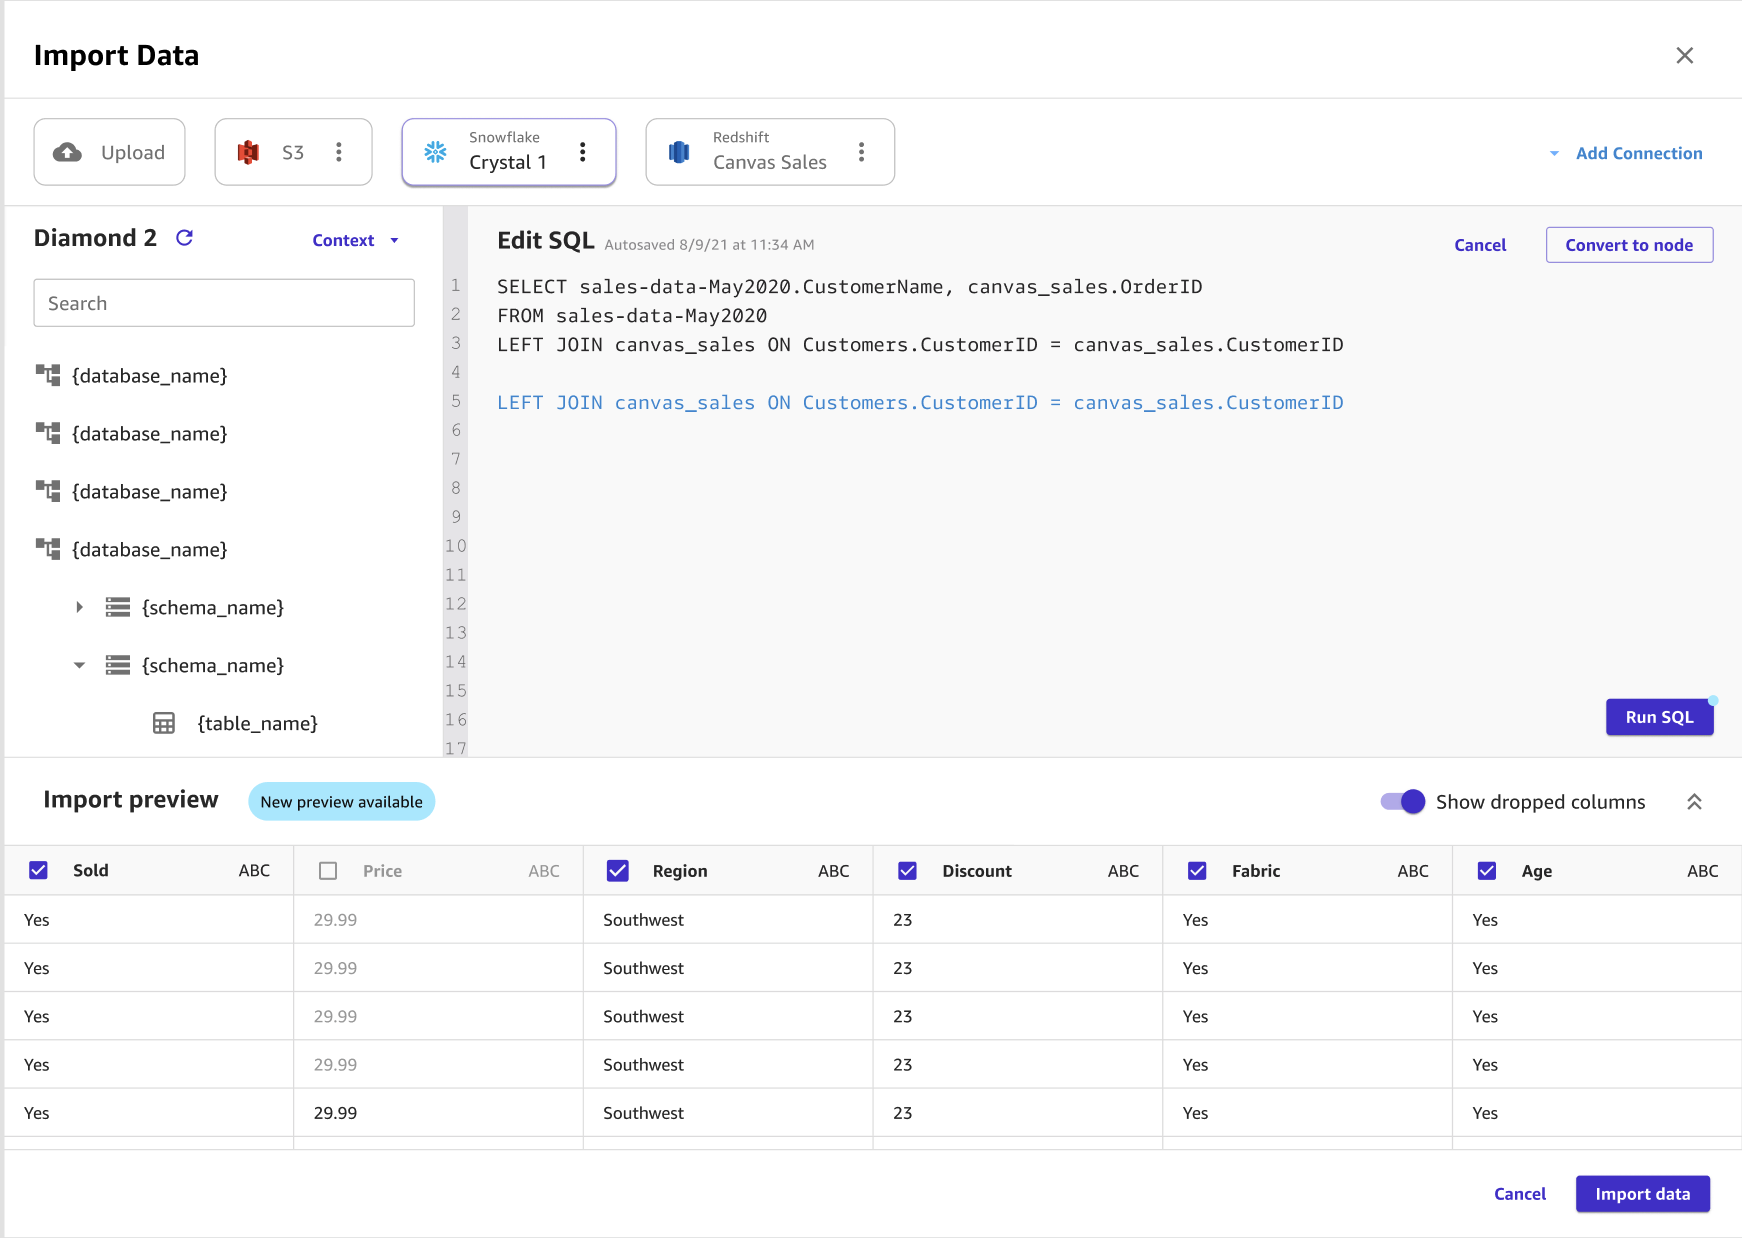 Import Data
Upload
S3
Snowflake
Crystal 1
Redshift
Canvas Sales
Add Connection
Diamond 2
Context
Search
{database_name}
{database_name}
{database_name}
{database_name}
{schema_name}
{schema_name}
{table_name}
Edit SQL Autosaved 8/9/21 at 11:34 AM
Cancel
Convert to node
1 SELECT sales-data-May2020.CustomerName, canvas_sales.OrderID
2 FROM sales-data-May2020
3 LEFT JOIN canvas_sales ON Customers.CustomerID = canvas_sales.CustomerID
4
5 LEFT JOIN canvas_sales ON Customers.CustomerID = canvas_sales.CustomerID
6
7
8
9
10
11
12
13
14
15
16
17
Run SQL
Import preview New preview available Show dropped columns
Sold ABC Price ABC Region ABC Discount ABC Fabric ABC Age ABC
Yes 29.99 Southwest 23 Yes Yes
Yes 29.99 Southwest 23 Yes Yes
Yes 29.99 Southwest 23 Yes Yes
Yes 29.99 Southwest 23 Yes Yes
Yes 29.99 Southwest 23 Yes Yes
Cancel Import data